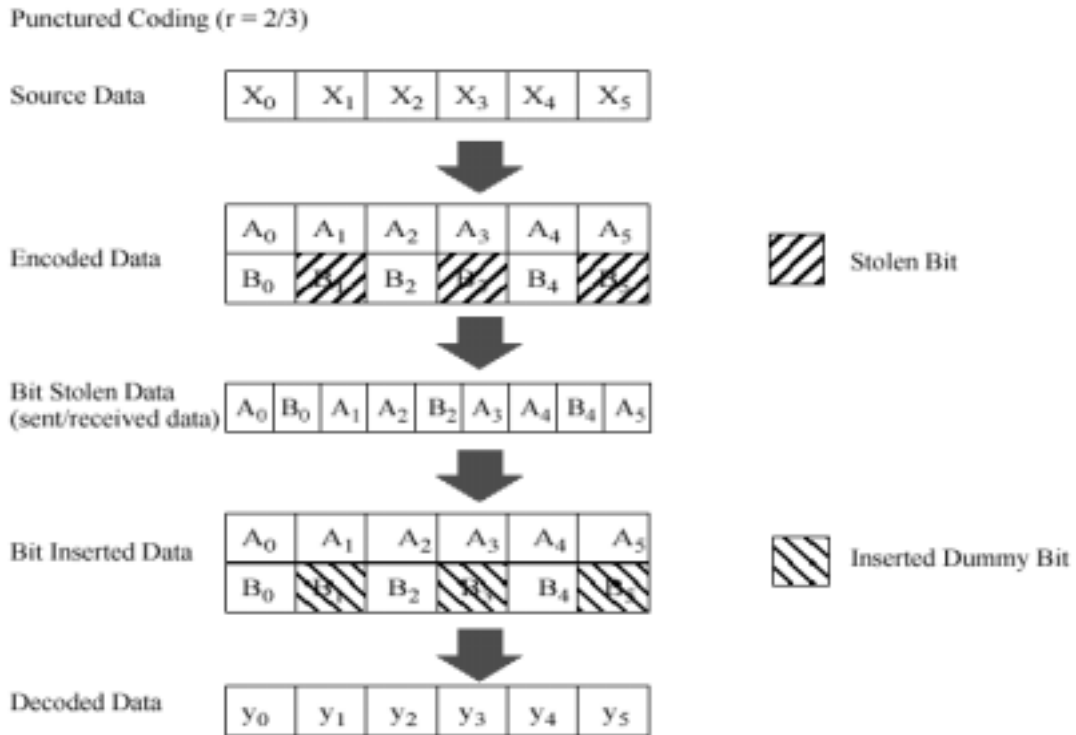 Punctured Coding (r = 2/3)
Source Data X₀ X₁ X₂ X₃ X₄ X₅
A₀ A₁ A₂ A₃ A₄ A₅
Encoded Data
B₀ B₁ B₂ B₄
Stolen Bit
Bit Stolen Data
(sent/received data)
A₀ B₀ A₁ A₂ B₂ A₃ A₄ B₄ A₅
A₀ A₁ A₂ A₃ A₄ A₅
Bit Inserted Data
B₀ B₁ B₂ B₄
Inserted Dummy Bit
Decoded Data y₀ y₁ y₂ y₃ y₄ y₅